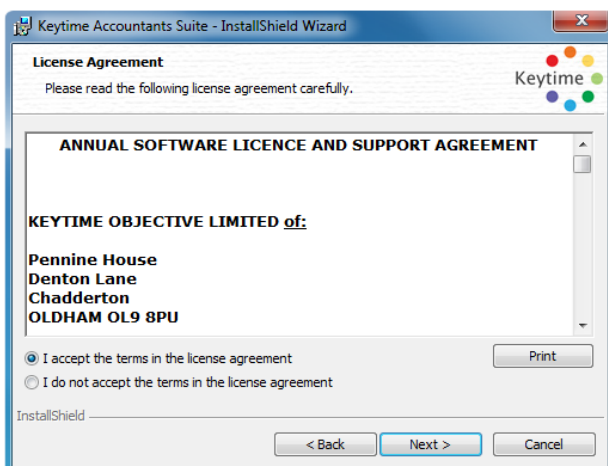 Keytime Accountants Suite - InstallShield Wizard
License Agreement
Please read the following license agreement carefully.
Keytime
ANNUAL SOFTWARE LICENCE AND SUPPORT AGREEMENT
KEYTIME OBJECTIVE LIMITED of:
Pennine House
Denton Lane
Chadderton
OLDHAM OL9 8PU
I accept the terms in the license agreement
Print
I do not accept the terms in the license agreement
InstallShield
< Back Next > Cancel